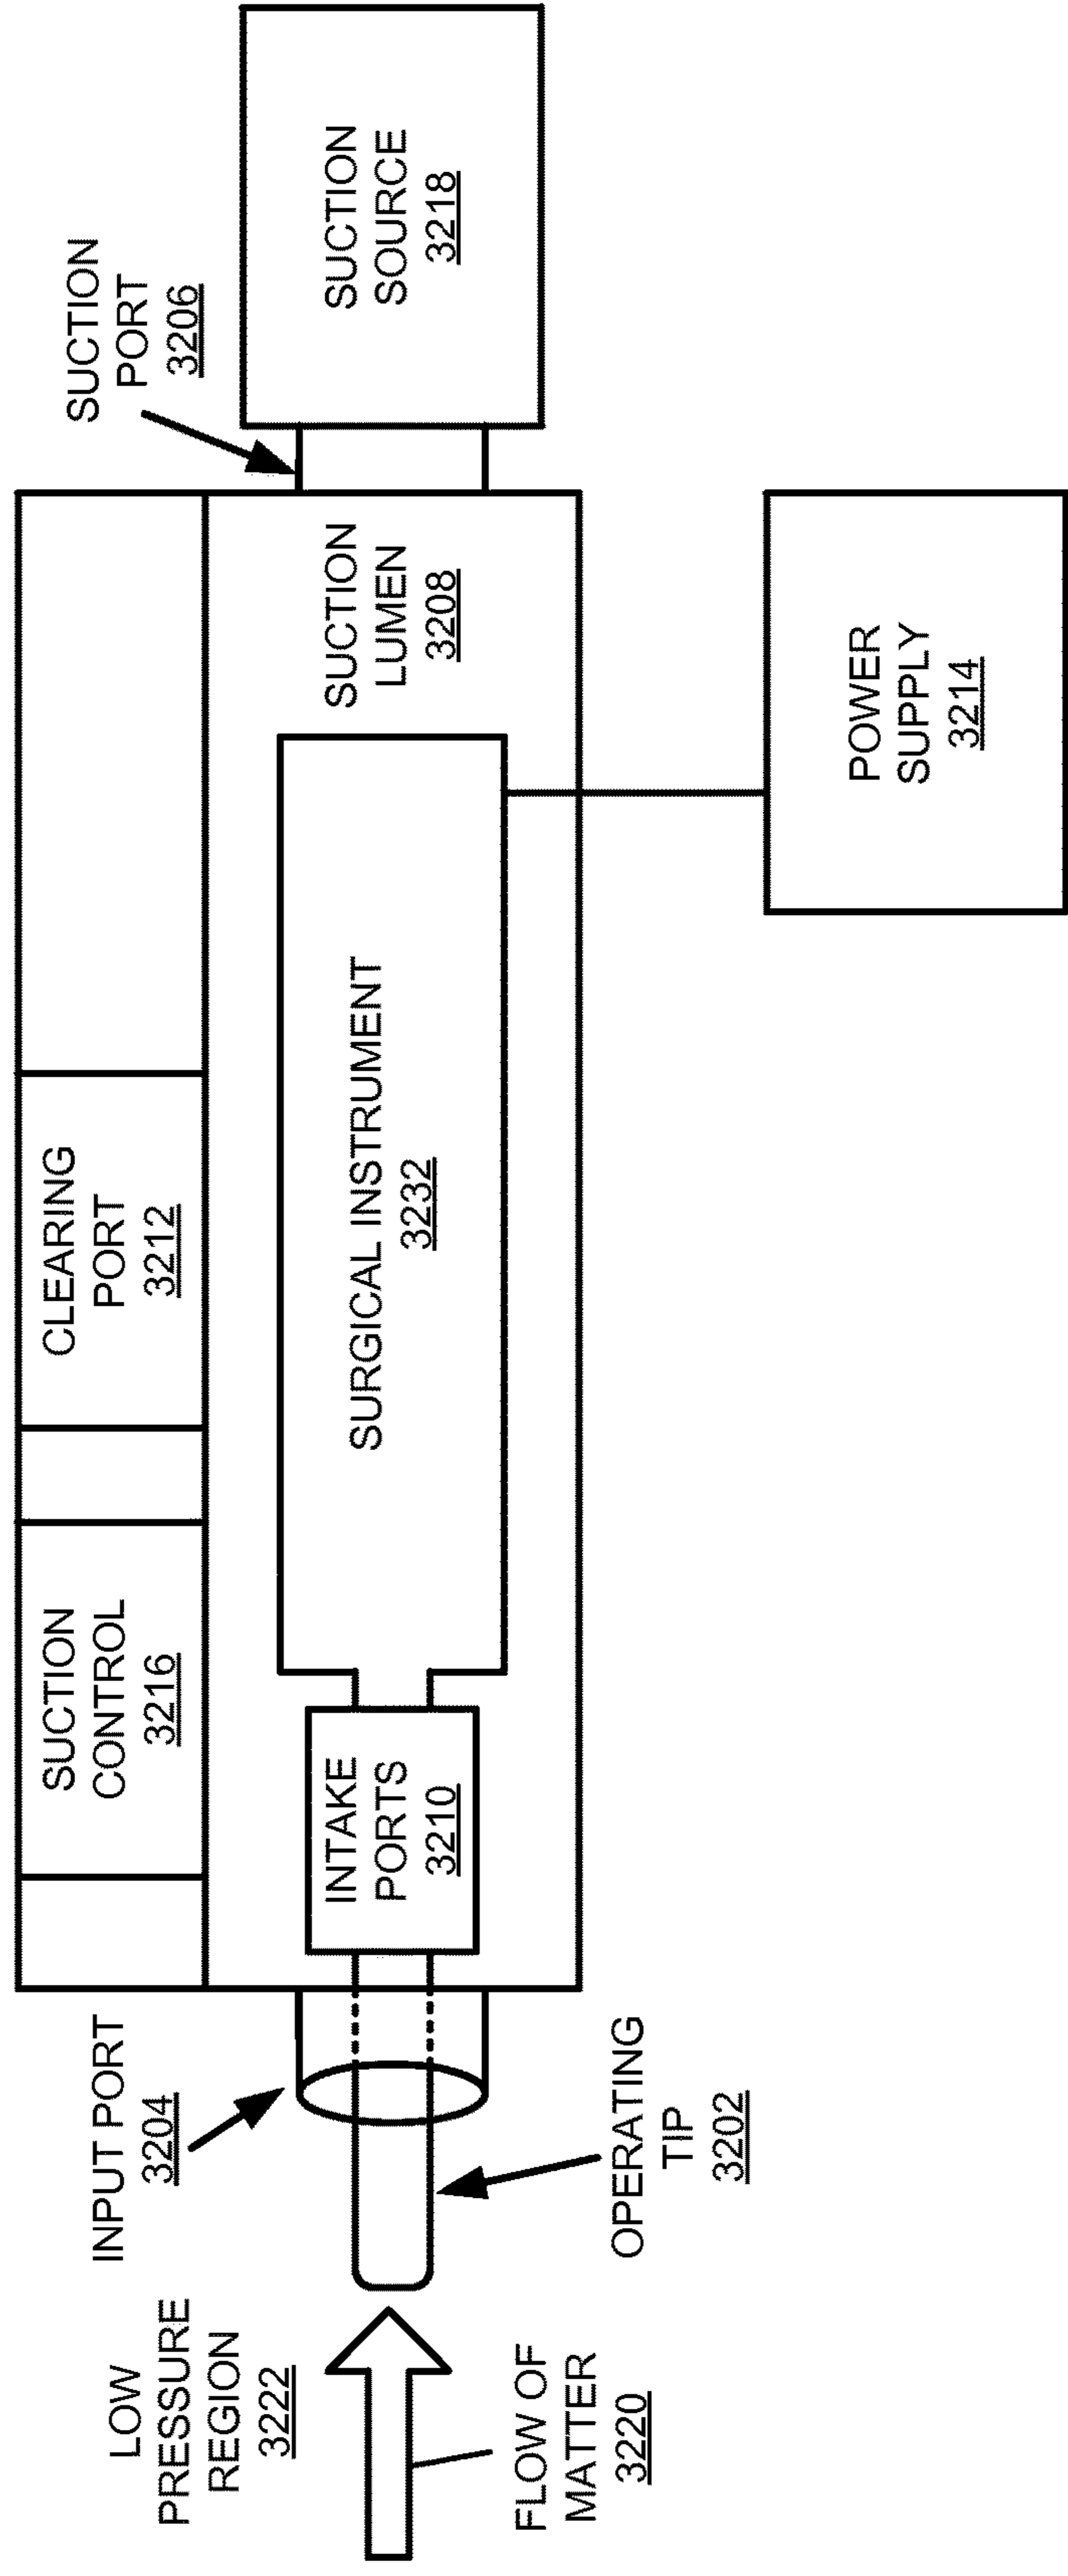 LOW
PRESSURE
REGION
3222
INPUT PORT
3204
SUCTION
CONTROL
3216
CLEARING
PORT
3212
SUCTION
PORT
3206
FLOW OF
MATTER
3220
OPERATING
TIP
3202
INTAKE
PORTS
3210
SURGICAL INSTRUMENT
3232
SUCTION
LUMEN
3208
SUCTION
SOURCE
3218
POWER
SUPPLY
3214